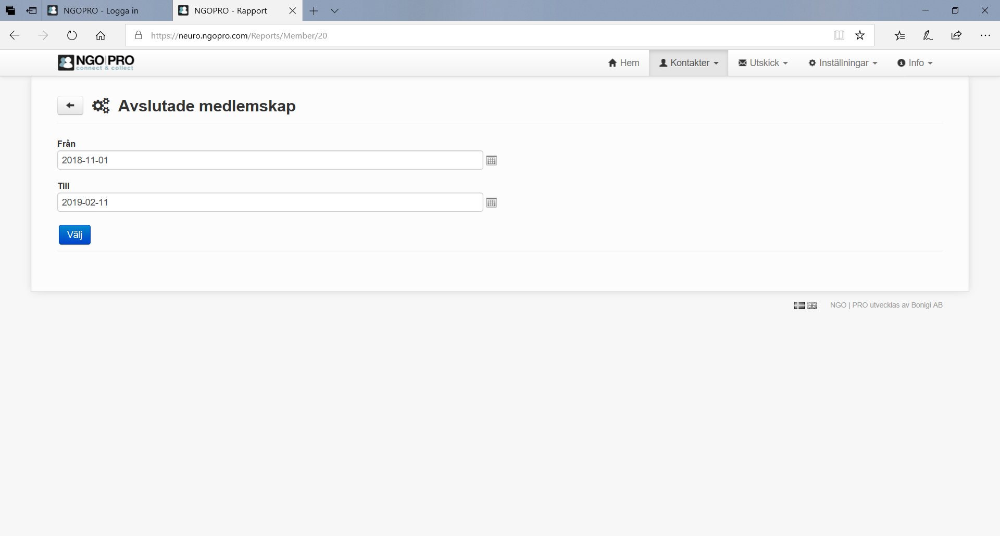 NGOPRO - Logga in
NGOPRO - Rapport
https://neuro.ngopro.com/Reports/Member/20
NGO|PRO
connect & collect
Hem
Kontakter
Utskick
Inställningar
Info
Avslutade medlemskap
Från
2018-11-01
Till
2019-02-11
Välj
NGO | PRO utvecklas av Bonigi AB